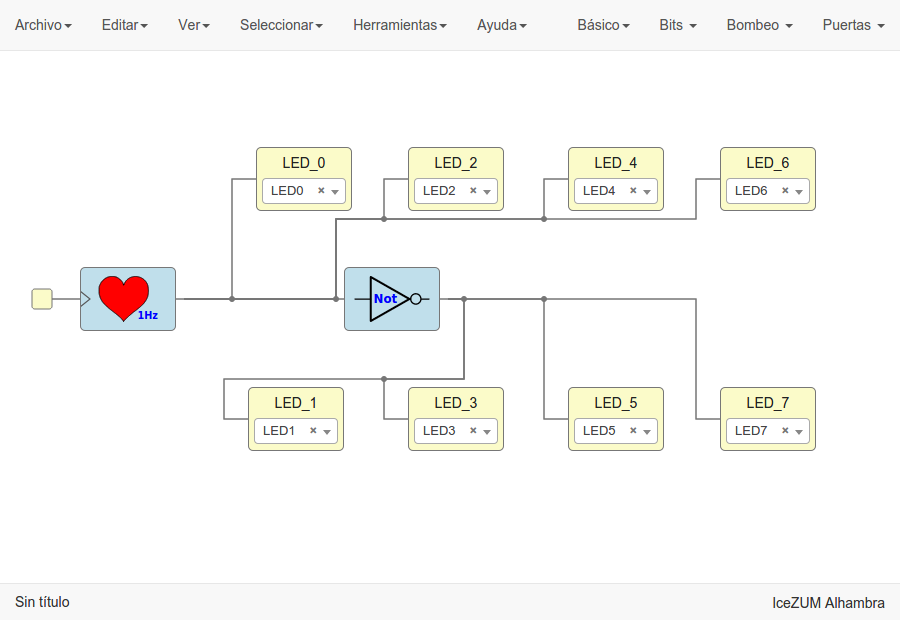 Archivo Editar Ver Seleccionar Herramientas Ayuda Básico Bits Bombeo Puertas
LED_0 LED_2 LED_4 LED_6
LED0 × LED2 × LED4 × LED6 ×
1Hz
Not
LED_1 LED_3 LED_5 LED_7
LED1 × LED3 × LED5 × LED7 ×
Sin título IceZUM Alhambra